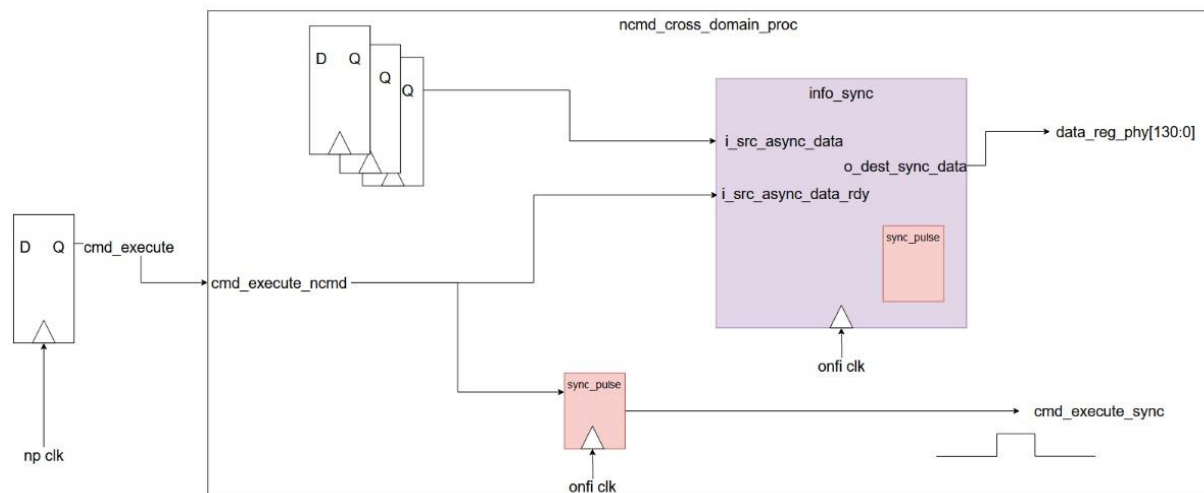 ncmd_cross_domain_proc
D Q
Q
Q
info_sync
i_src_async_data
data_reg_phy[130:0]
o_dest_sync_data
i_src_async_data_rdy
D Q
cmd_execute
sync_pulse
cmd_execute_ncmd
onfi clk
sync_pulse
cmd_execute_sync
np clk
onfi clk